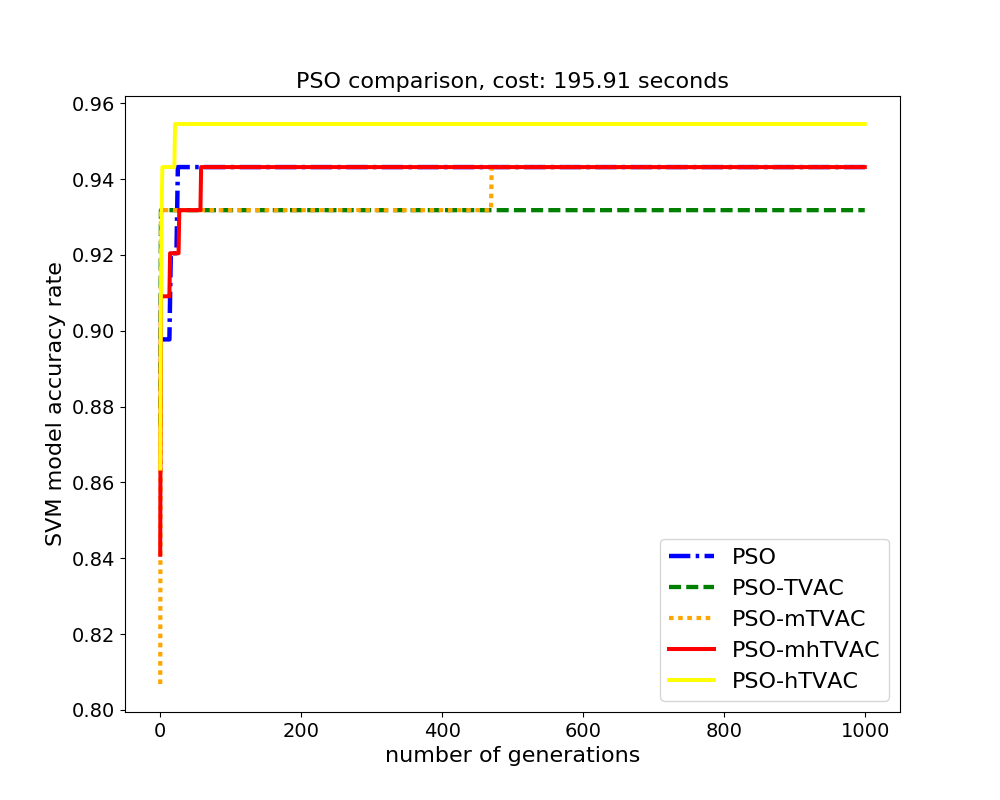 PSO comparison, cost: 195.91 seconds
0.96
0.94
0.92
0.90
0.88
0.86
0.84
0.82
0.80
SVM model accuracy rate
PSO
PSO-TVAC
PSO-mTVAC
PSO-mhTVAC
PSO-hTVAC
0 200 400 600 800 1000
number of generations